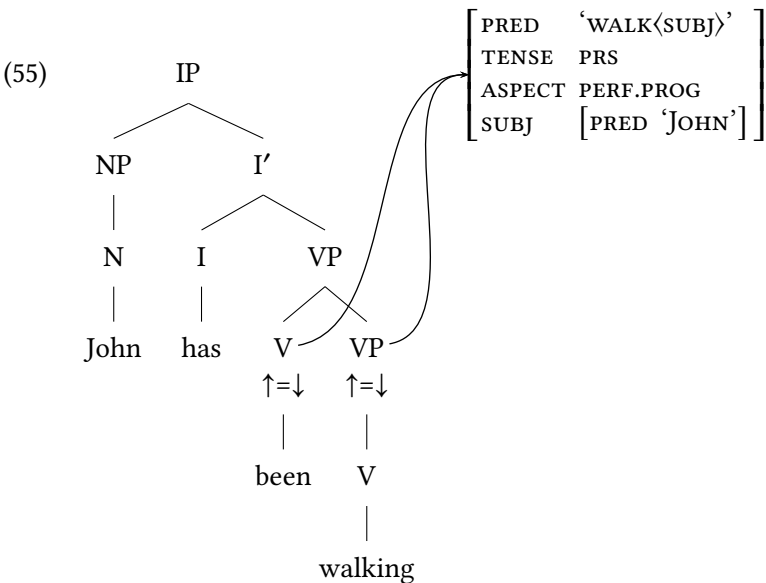 [PRED ‘WALK⟨SUBJ⟩’
TENSE PRS
ASPECT PERF.PROG
SUBJ [PRED ‘JOHN’]]
(55) IP
NP I′
N I VP
John has V VP
↑=↓ ↑=↓
been V
walking